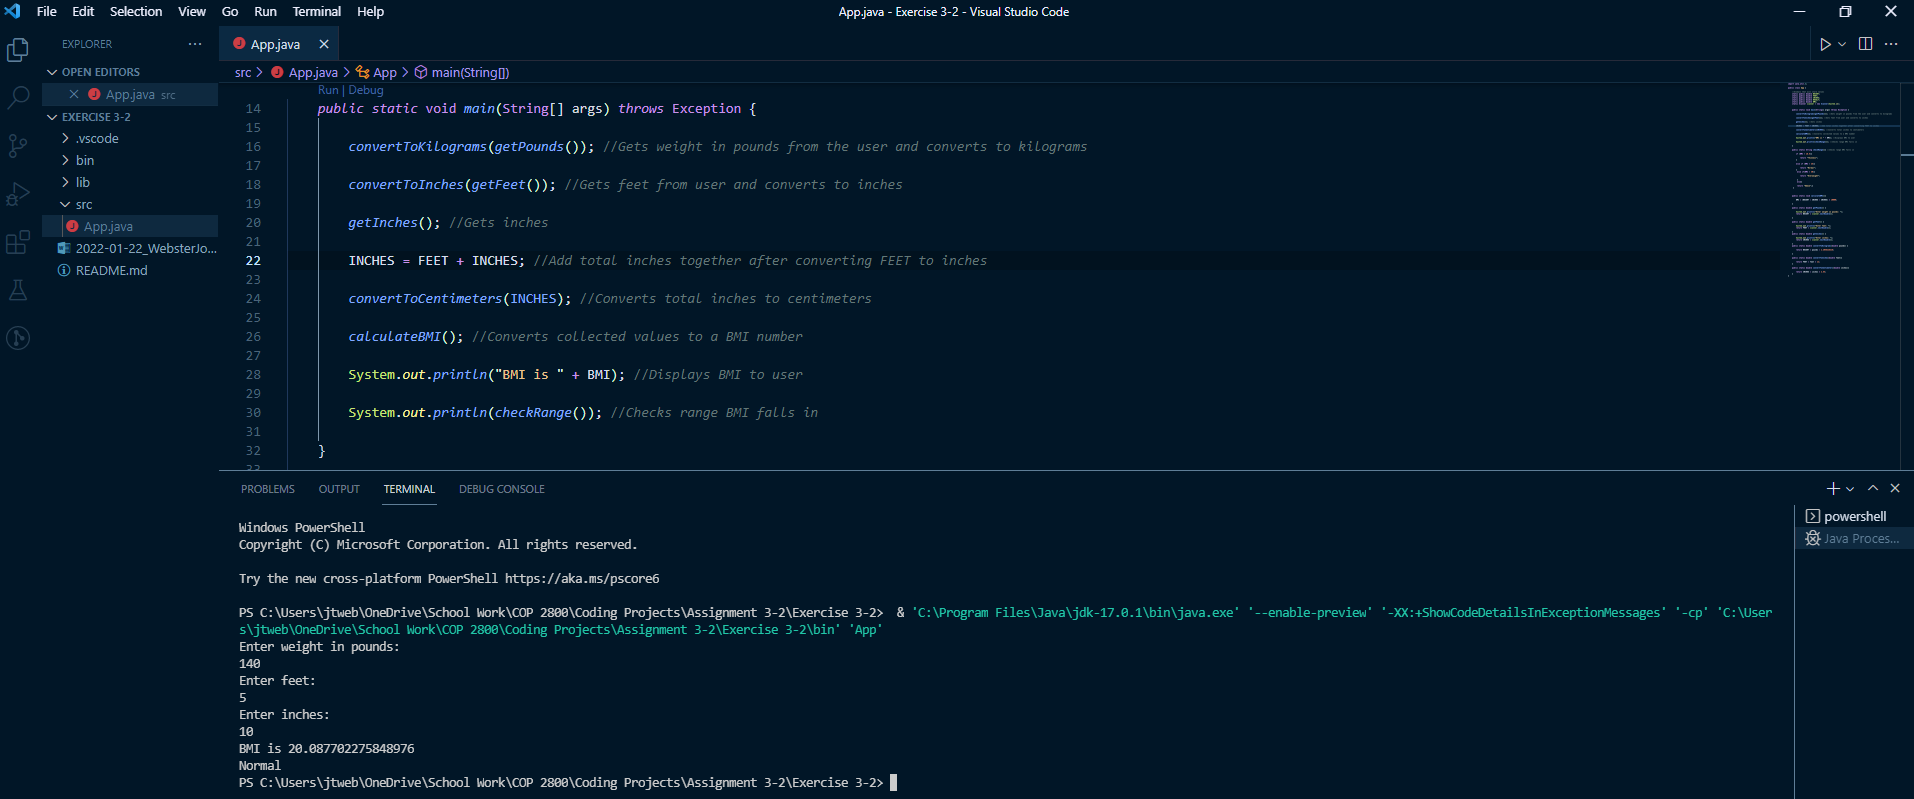 File Edit Selection View Go Run Terminal Help
App.java - Exercise 3-2 - Visual Studio Code
EXPLORER
OPEN EDITORS
App.java src
EXERCISE 3-2
.vscode
bin
lib
src
App.java
2022-01-22_WebsterJo...
README.md
App.java
src > App.java > App > main(String[])
Run | Debug
14 public static void main(String[] args) throws Exception {
15
16 convertToKilograms(getPounds()); //Gets weight in pounds from the user and converts to kilograms
17
18 convertToInches(getFeet()); //Gets feet from user and converts to inches
19
20 getInches(); //Gets inches
21
22 INCHES = FEET + INCHES; //Add total inches together after converting FEET to inches
23
24 convertToCentimeters(INCHES); //Converts total inches to centimeters
25
26 calculateBMI(); //Converts collected values to a BMI number
27
28 System.out.println("BMI is " + BMI); //Displays BMI to user
29
30 System.out.println(checkRange()); //Checks range BMI falls in
31
32 }
33
PROBLEMS OUTPUT TERMINAL DEBUG CONSOLE
Windows PowerShell
Copyright (C) Microsoft Corporation. All rights reserved.
Try the new cross-platform PowerShell https://aka.ms/pscore6
PS C:\Users\jtweb\OneDrive\School Work\COP 2800\Coding Projects\Assignment 3-2\Exercise 3-2> & 'C:\Program Files\Java\jdk-17.0.1\bin\java.exe' '--enable-preview' '-XX:+ShowCodeDetailsInExceptionMessages' '-cp' 'C:\User
s\jtweb\OneDrive\School Work\COP 2800\Coding Projects\Assignment 3-2\Exercise 3-2\bin' 'App'
Enter weight in pounds:
140
Enter feet:
5
Enter inches:
10
BMI is 20.087702275848976
Normal
PS C:\Users\jtweb\OneDrive\School Work\COP 2800\Coding Projects\Assignment 3-2\Exercise 3-2>
powershell
Java Proces...